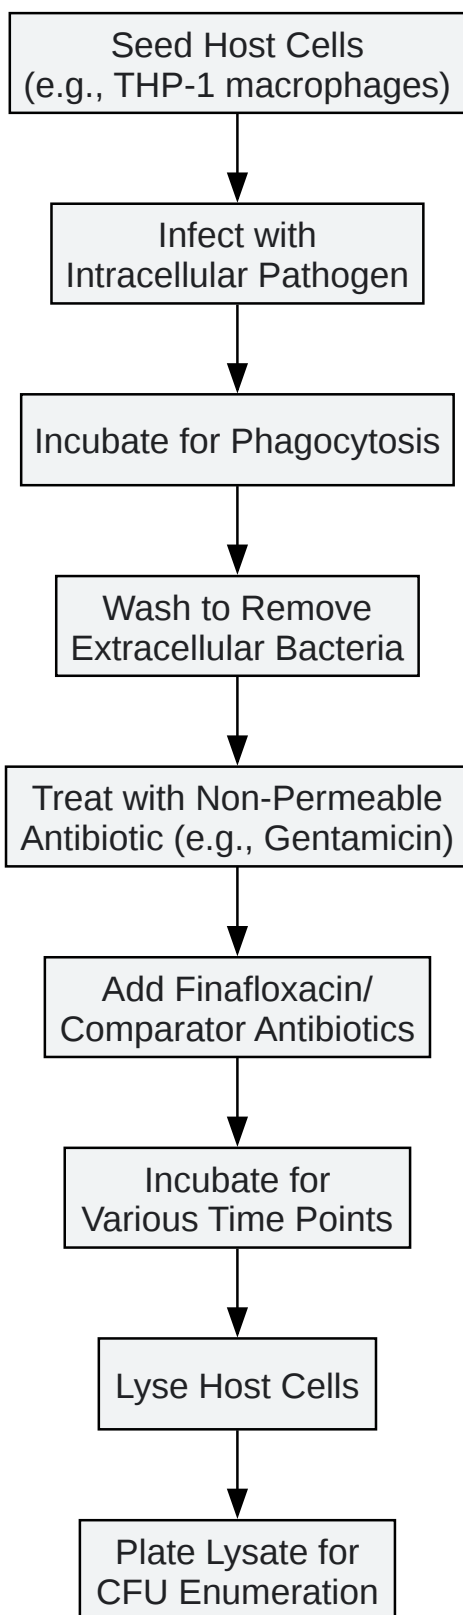 Seed Host Cells
(e.g., THP-1 macrophages)
Infect with
Intracellular Pathogen
Incubate for Phagocytosis
Wash to Remove
Extracellular Bacteria
Treat with Non-Permeable
Antibiotic (e.g., Gentamicin)
Add Finafloxacin/
Comparator Antibiotics
Incubate for
Various Time Points
Lyse Host Cells
Plate Lysate for
CFU Enumeration